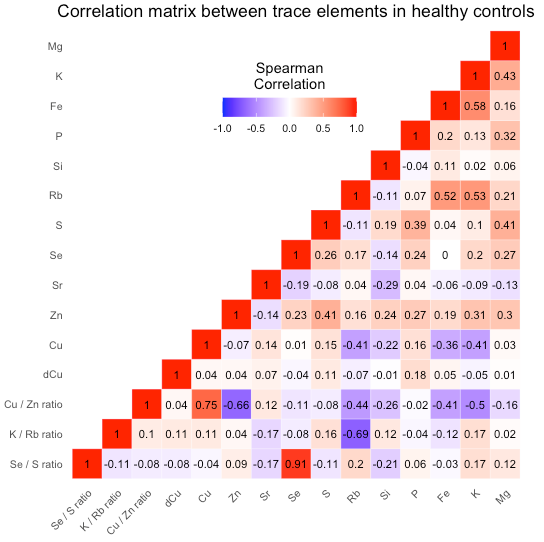 Correlation matrix between trace elements in healthy controls
Spearman
Correlation
-1.0 -0.5 0.0 0.5 1.0
Mg 1
K 1 0.43
Fe 1 0.58 0.16
P 1 0.2 0.13 0.32
Si 1 -0.04 0.11 0.02 0.06
Rb 1 -0.11 0.07 0.52 0.53 0.21
S 1 -0.11 0.19 0.39 0.04 0.1 0.41
Se 1 0.26 0.17 -0.14 0.24 0 0.2 0.27
Sr 1 -0.19 -0.08 0.04 -0.29 0.04 -0.06 -0.09 -0.13
Zn 1 -0.14 0.23 0.41 0.16 0.24 0.27 0.19 0.31 0.3
Cu 1 -0.07 0.14 0.01 0.15 -0.41 -0.22 0.16 -0.36 -0.41 0.03
dCu 1 0.04 0.04 0.07 -0.04 0.11 -0.07 -0.01 0.18 0.05 -0.05 0.01
Cu / Zn ratio 1 0.04 0.75 -0.66 0.12 -0.11 -0.08 -0.44 -0.26 -0.02 -0.41 -0.5 -0.16
K / Rb ratio 1 0.1 0.11 0.11 0.04 -0.17 -0.08 0.16 -0.69 0.12 -0.04 -0.12 0.17 0.02
Se / S ratio 1 -0.11 -0.08 -0.08 -0.04 0.09 -0.17 0.91 -0.11 0.2 -0.21 0.06 -0.03 0.17 0.12
Se / S ratio K / Rb ratio Cu / Zn ratio dCu Cu Zn Sr Se S Rb Si P Fe K Mg